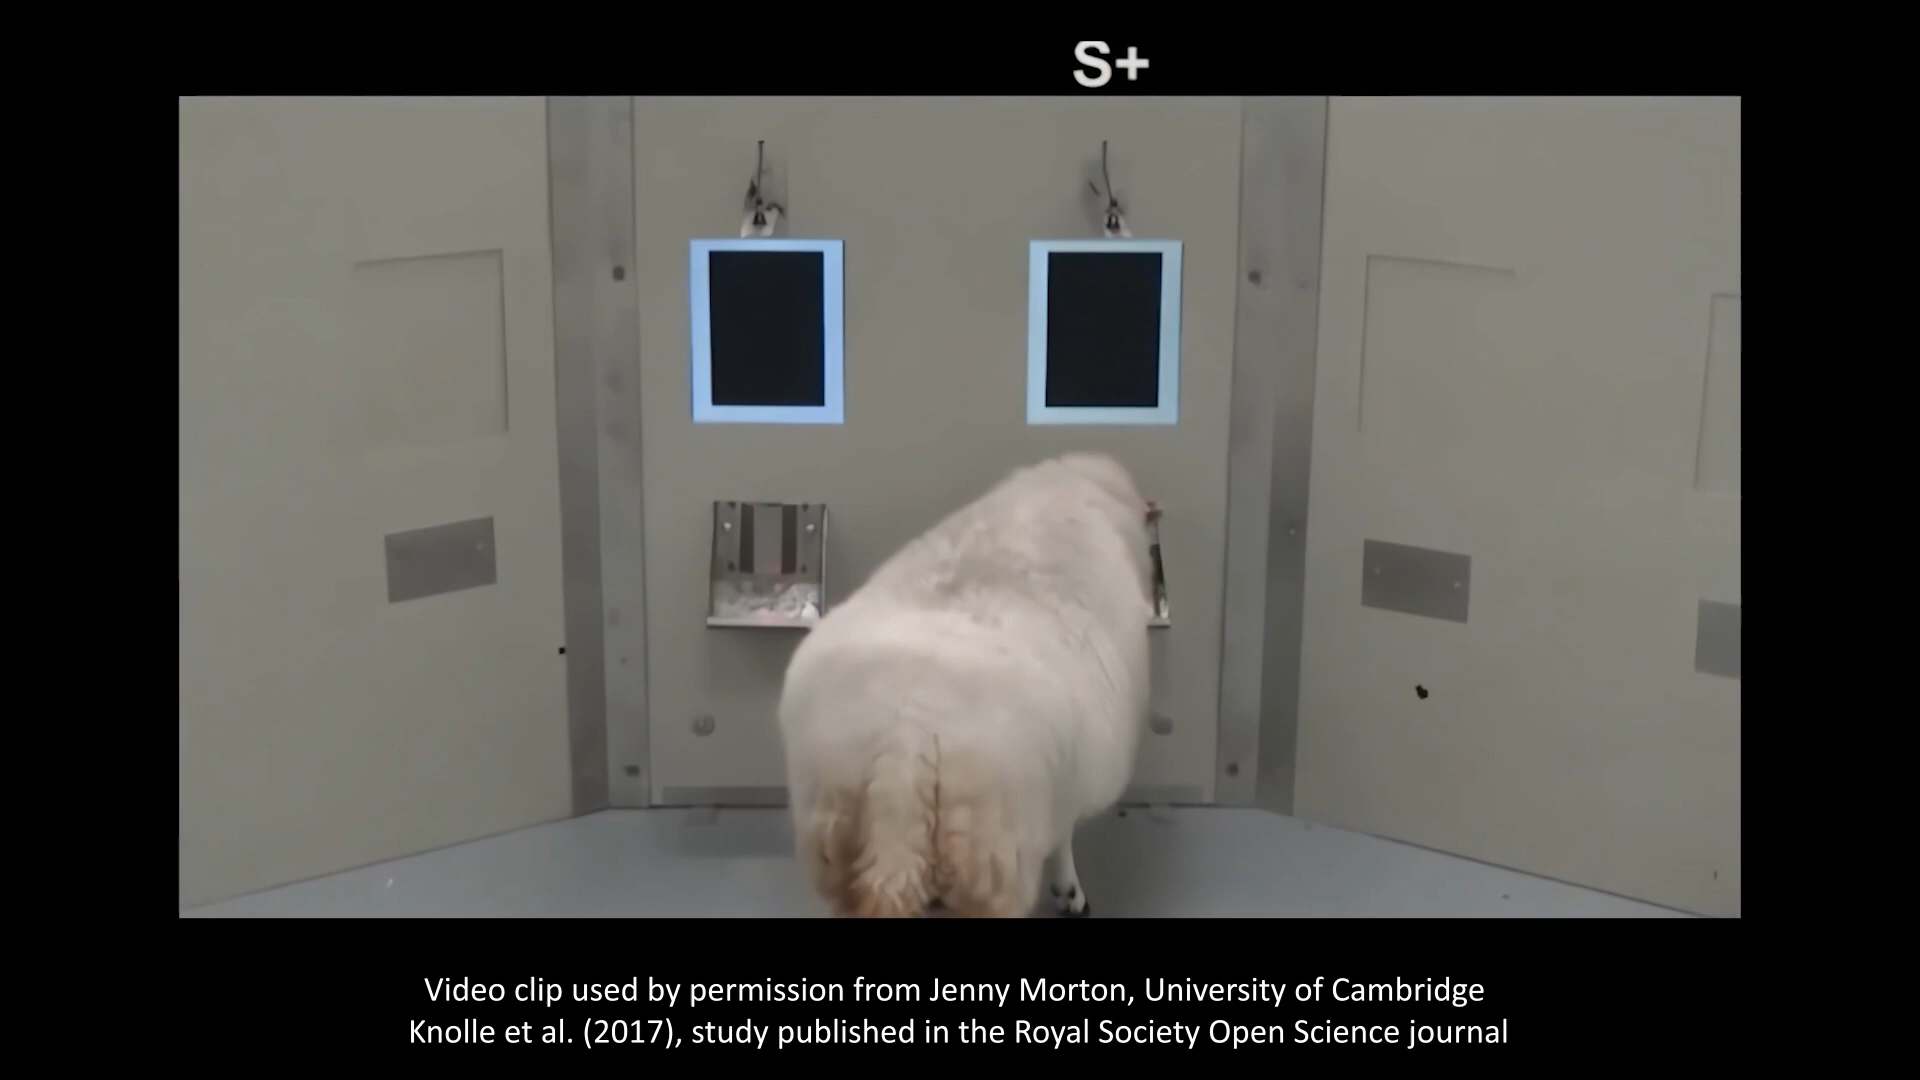 S+
Video clip used by permission from Jenny Morton, University of Cambridge
Knolle et al. (2017), study published in the Royal Society Open Science journal